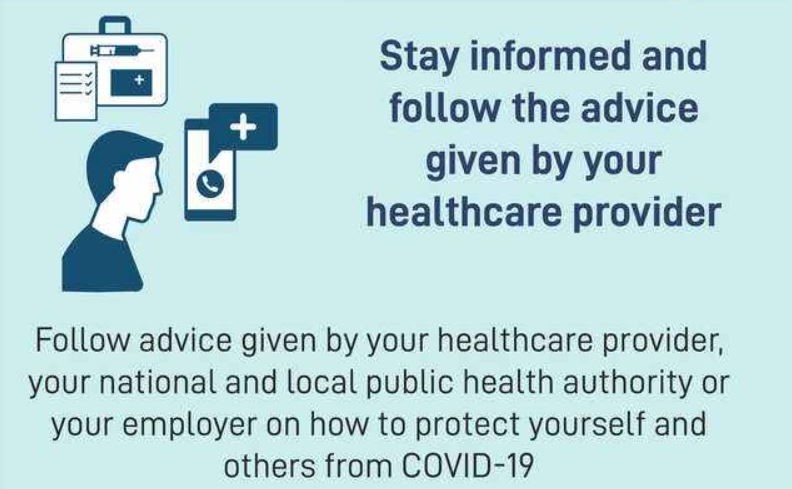 Stay informed and
follow the advice
given by your
healthcare provider
Follow advice given by your healthcare provider,
your national and local public health authority or
your employer on how to protect yourself and
others from COVID-19